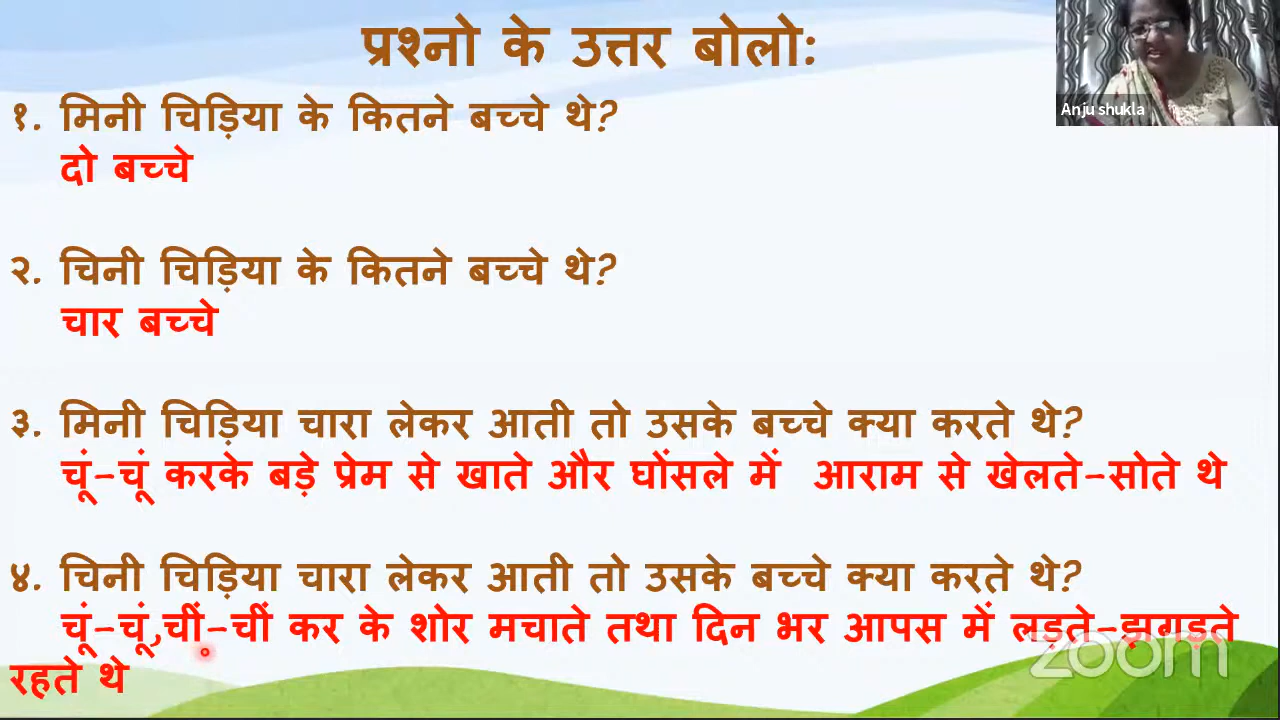 प्रश्नो के उत्तर बोलो:
Anju shukla
१. मिनी चिड़िया के कितने बच्चे थे?
दो बच्चे
२. चिनी चिड़िया के कितने बच्चे थे?
चार बच्चे
३. मिनी चिड़िया चारा लेकर आती तो उसके बच्चे क्या करते थे?
चूं-चूं करके बड़े प्रेम से खाते और घोंसले में आराम से खेलते-सोते थे
४. चिनी चिड़िया चारा लेकर आती तो उसके बच्चे क्या करते थे?
चूं-चूं,चीं-चीं कर के शोर मचाते तथा दिन भर आपस में लड़ते-झगड़ते
रहते थे
zoom